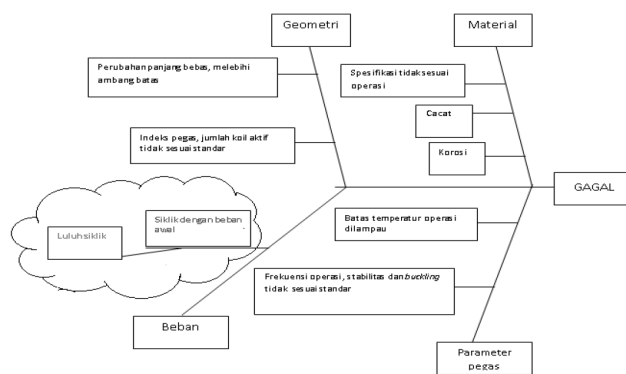 Geometri
Material
Perubahan panjang bebas, melebihi
ambang batas
Spesifikasi tidak sesuai
operasi
Cacat
Indeks pegas, jumlah koil aktif
tidak sesuai standar
Korosi
GAGAL
Siklik dengan beban
awal
Luluh siklik
Batas temperatur operasi
dilampau
Frekuensi operasi, stabilitas dan buckling
tidak sesuai standar
Beban
Parameter
pegas